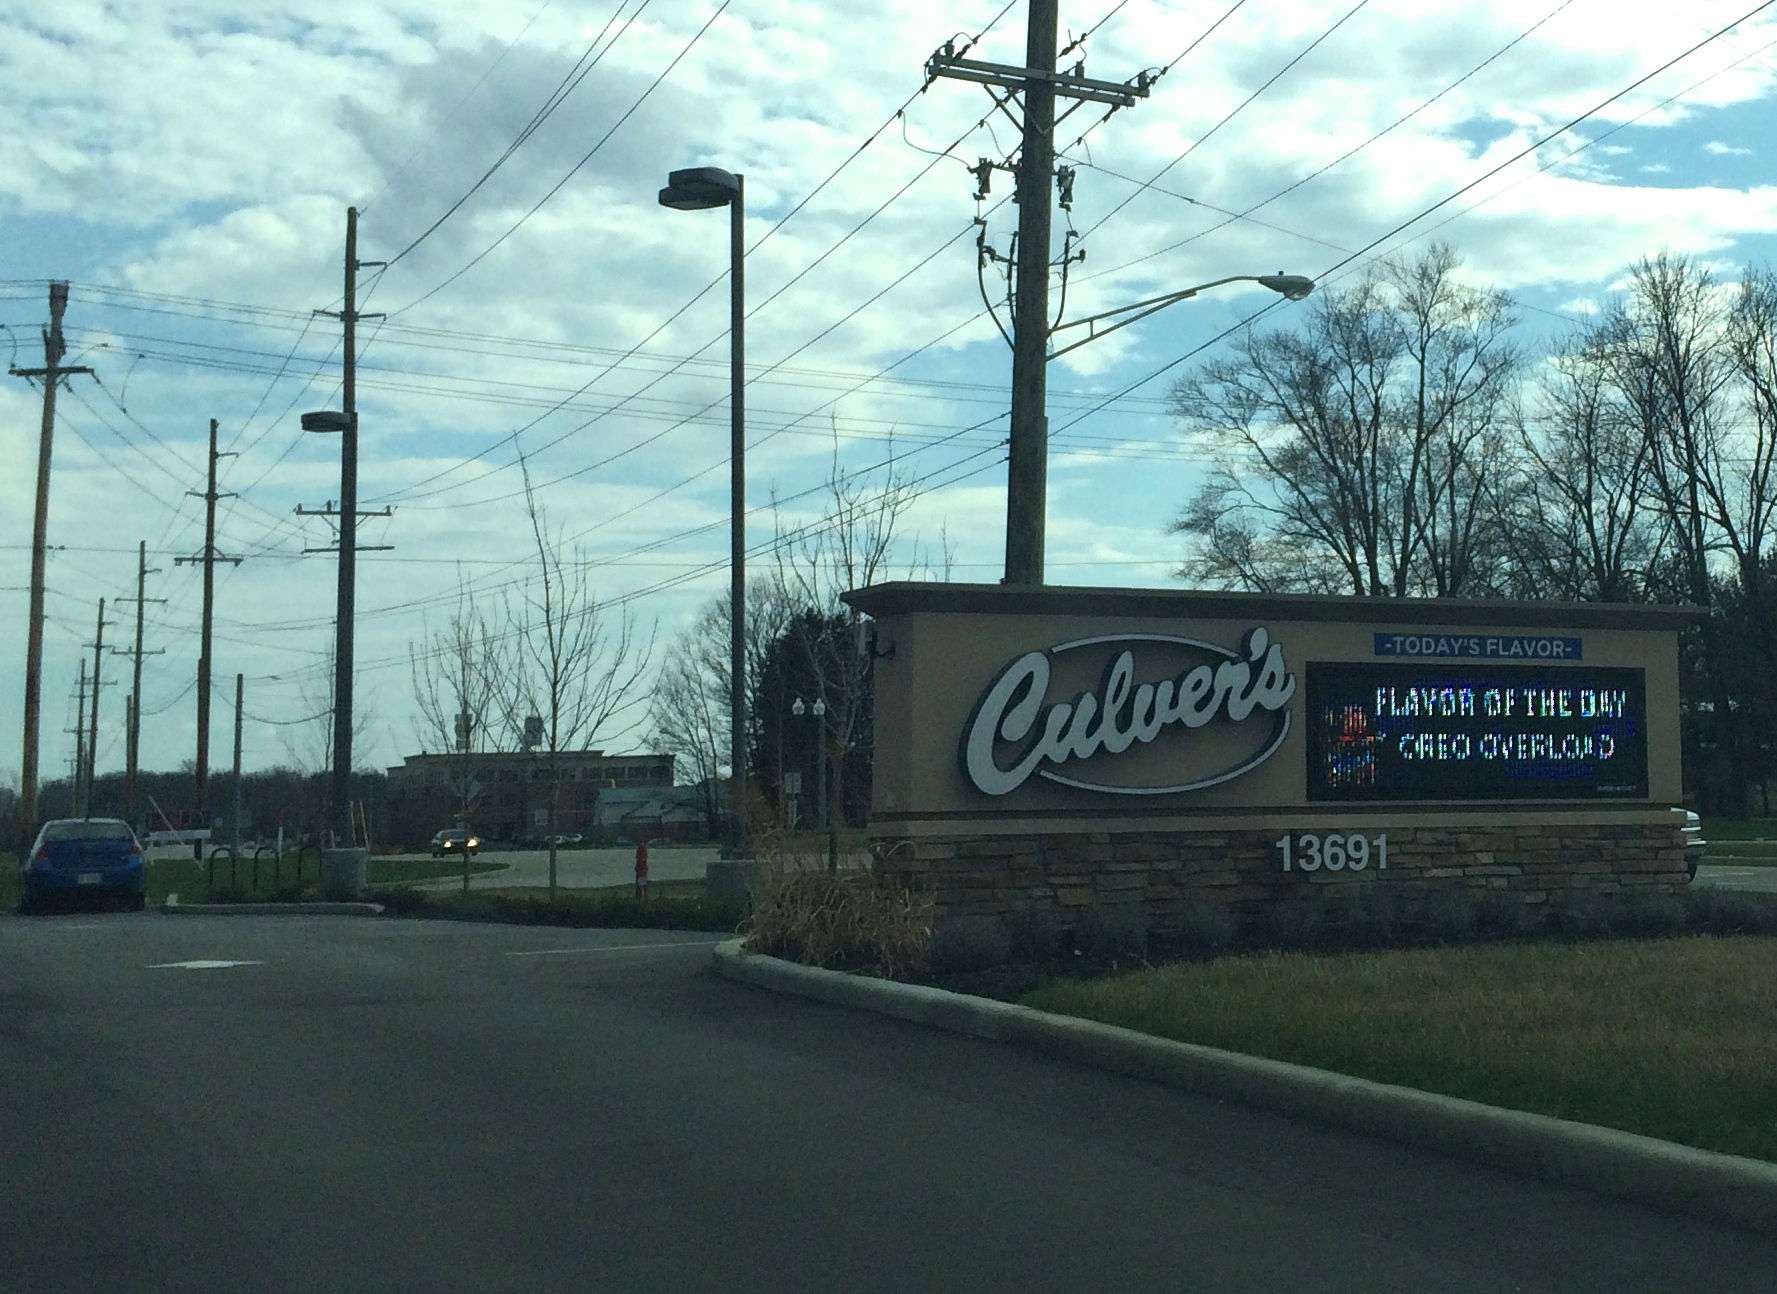 Culver's
-TODAY'S FLAVOR-
FLAVOR OF THE DAY
OREO OVERLOAD
13691